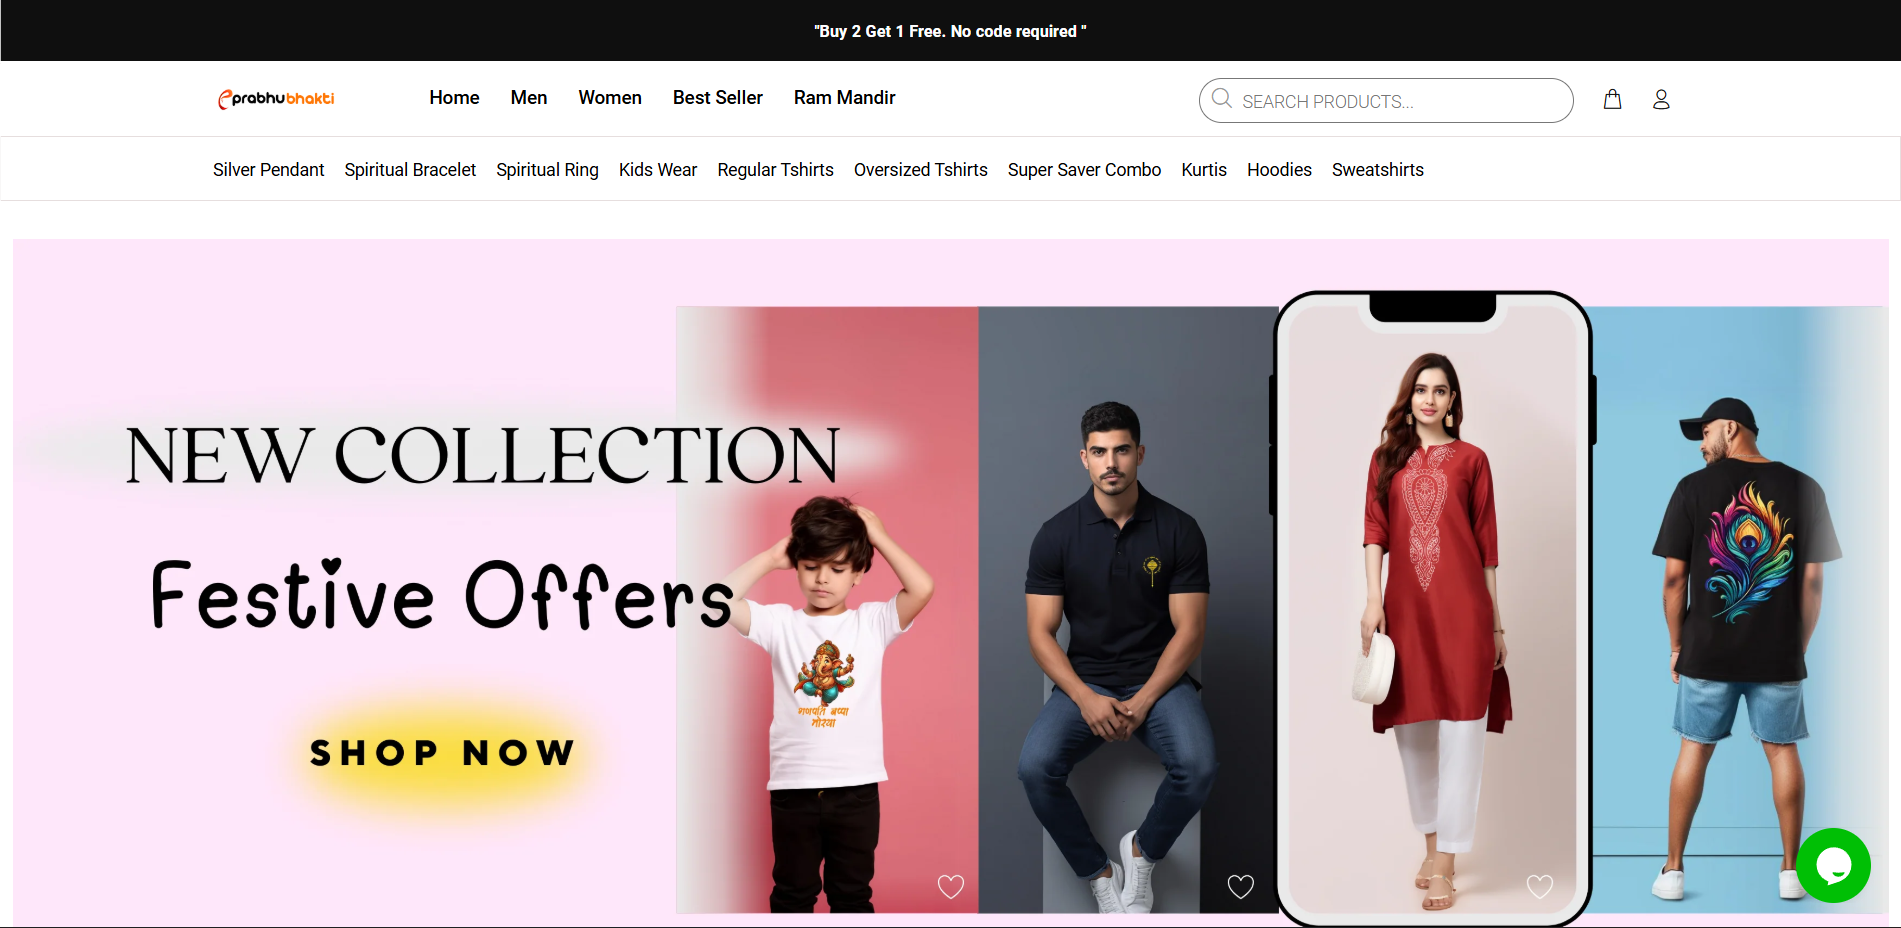 "Buy 2 Get 1 Free. No code required "
eprabhubhakti
Home Men Women Best Seller Ram Mandir
SEARCH PRODUCTS...
Silver Pendant Spiritual Bracelet Spiritual Ring Kids Wear Regular Tshirts Oversized Tshirts Super Saver Combo Kurtis Hoodies Sweatshirts
NEW COLLECTION
Festive Offers
SHOP NOW
गणपति बप्पा
मोरया